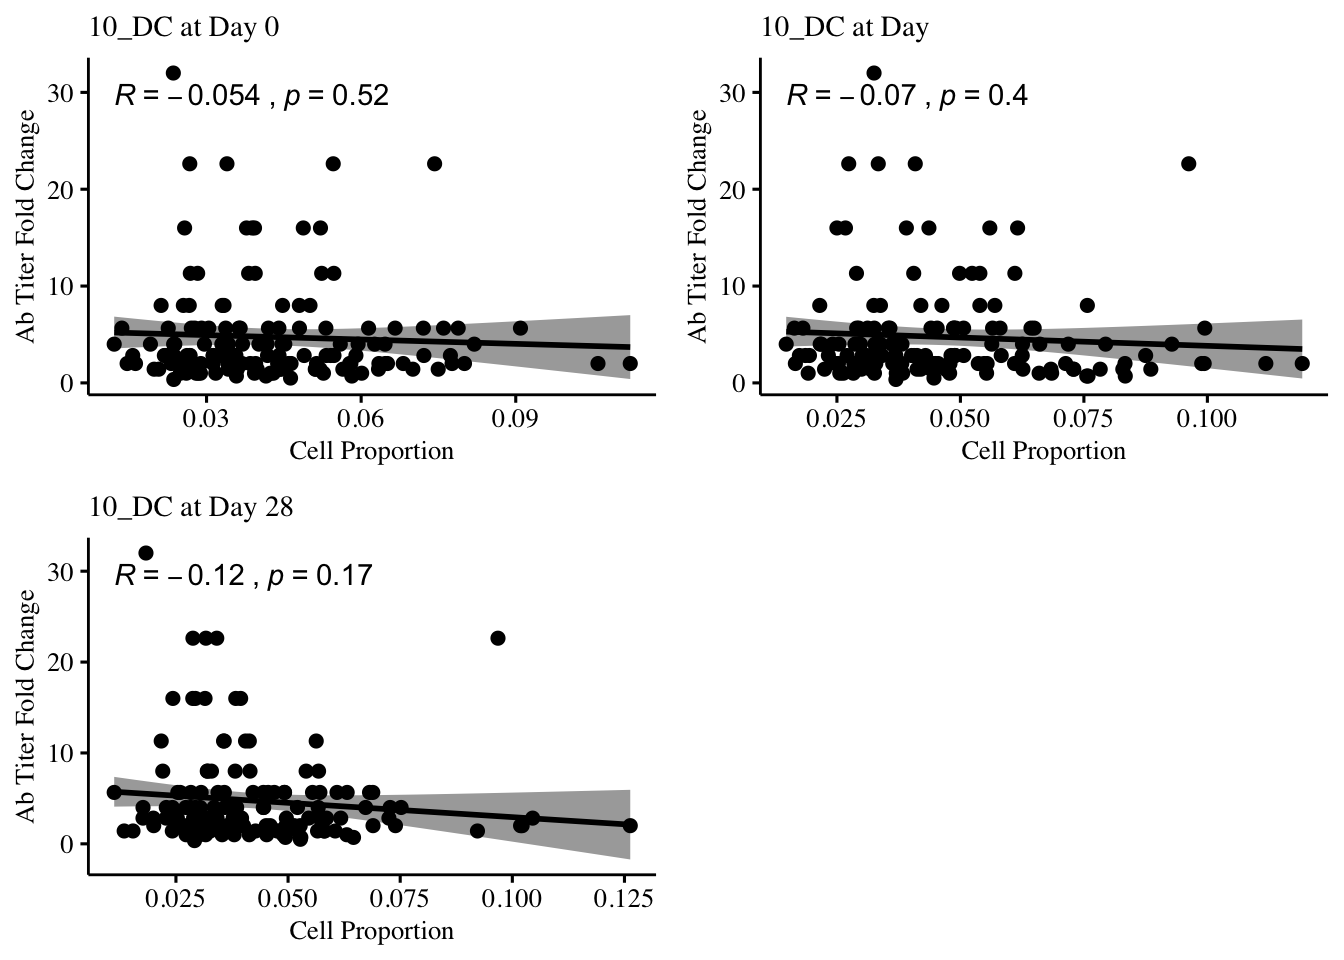 10_DC at Day 0
R = −0.054 , p = 0.52
30
20
10
0
0.03 0.06 0.09
Cell Proportion
Ab Titer Fold Change
10_DC at Day
R = −0.07 , p = 0.4
30
20
10
0
0.025 0.050 0.075 0.100
Cell Proportion
Ab Titer Fold Change
10_DC at Day 28
R = −0.12 , p = 0.17
30
20
10
0
0.025 0.050 0.075 0.100 0.125
Cell Proportion
Ab Titer Fold Change